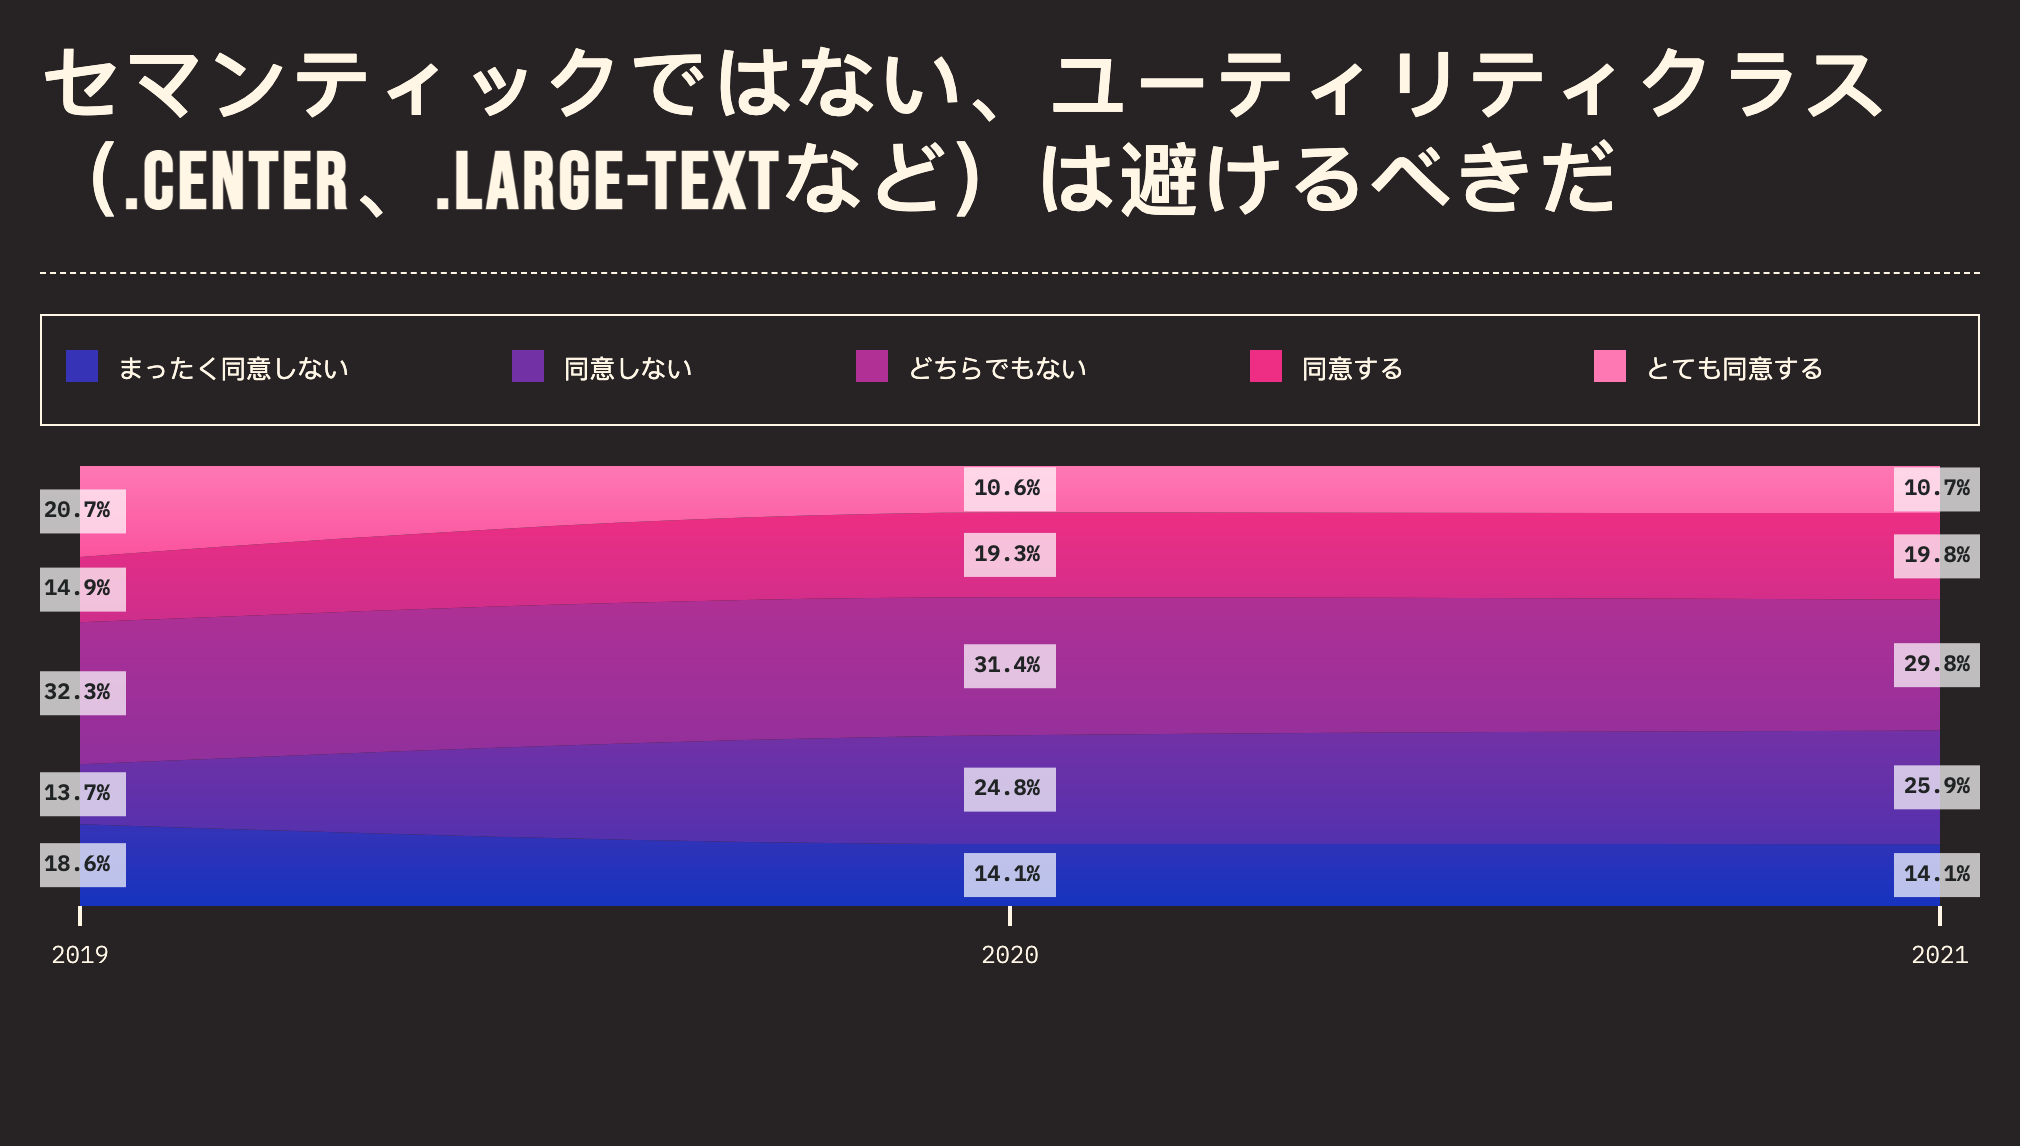 セマンティックではない、ユーティリティクラス
（.CENTER、.LARGE-TEXTなど）は避けるべきだ
まったく同意しない
同意しない
どちらでもない
同意する
とても同意する
20.7%
10.6%
10.7%
14.9%
19.3%
19.8%
32.3%
31.4%
29.8%
13.7%
24.8%
25.9%
18.6%
14.1%
14.1%
2019
2020
2021